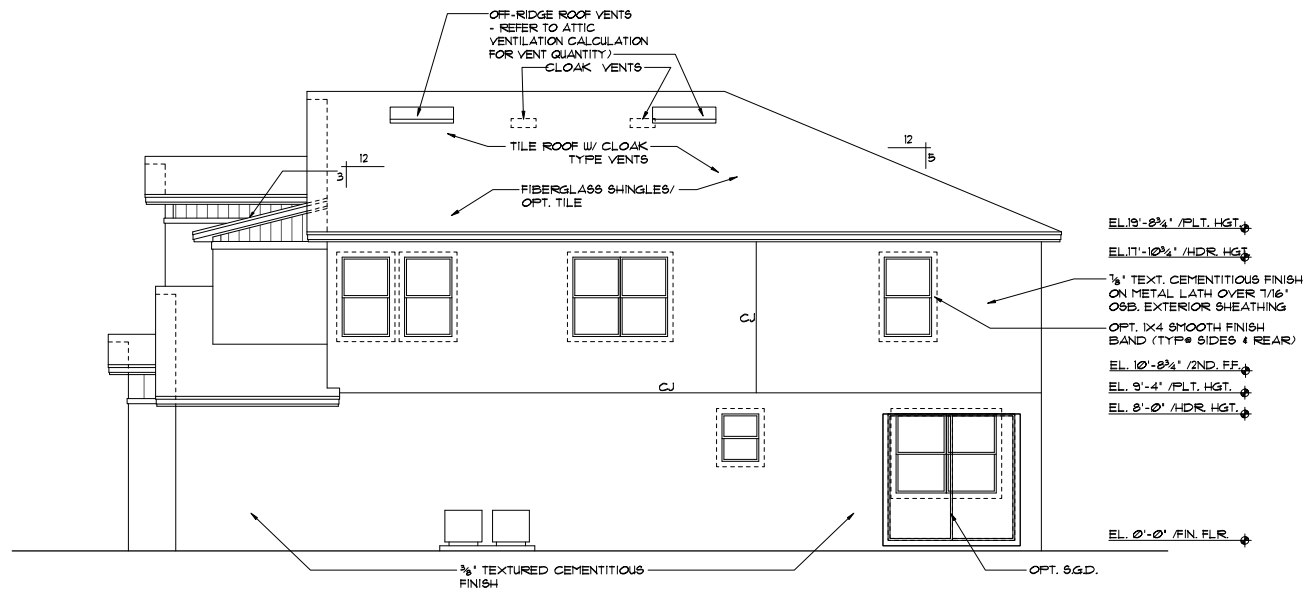 OFF-RIDGE ROOF VENTS
- REFER TO ATTIC
VENTILATION CALCULATION
FOR VENT QUANTITY)
CLOAK VENTS
TILE ROOF W/ CLOAK
TYPE VENTS
12
3
12
5
FIBERGLASS SHINGLES/
OPT. TILE
EL.19'-8¾" /PLT. HGT.
EL.17'-10¾" /HDR. HGT.
⅞" TEXT. CEMENTITIOUS FINISH
ON METAL LATH OVER 7/16"
OSB. EXTERIOR SHEATHING
OPT. 1X4 SMOOTH FINISH
BAND (TYP@ SIDES & REAR)
CJ
CJ
EL. 10'-8¾" /2ND. F.F.
EL. 9'-4" /PLT. HGT.
EL. 8'-0" /HDR. HGT.
EL. 0'-0" /FIN. FLR.
⅜" TEXTURED CEMENTITIOUS
FINISH
OPT. S.G.D.